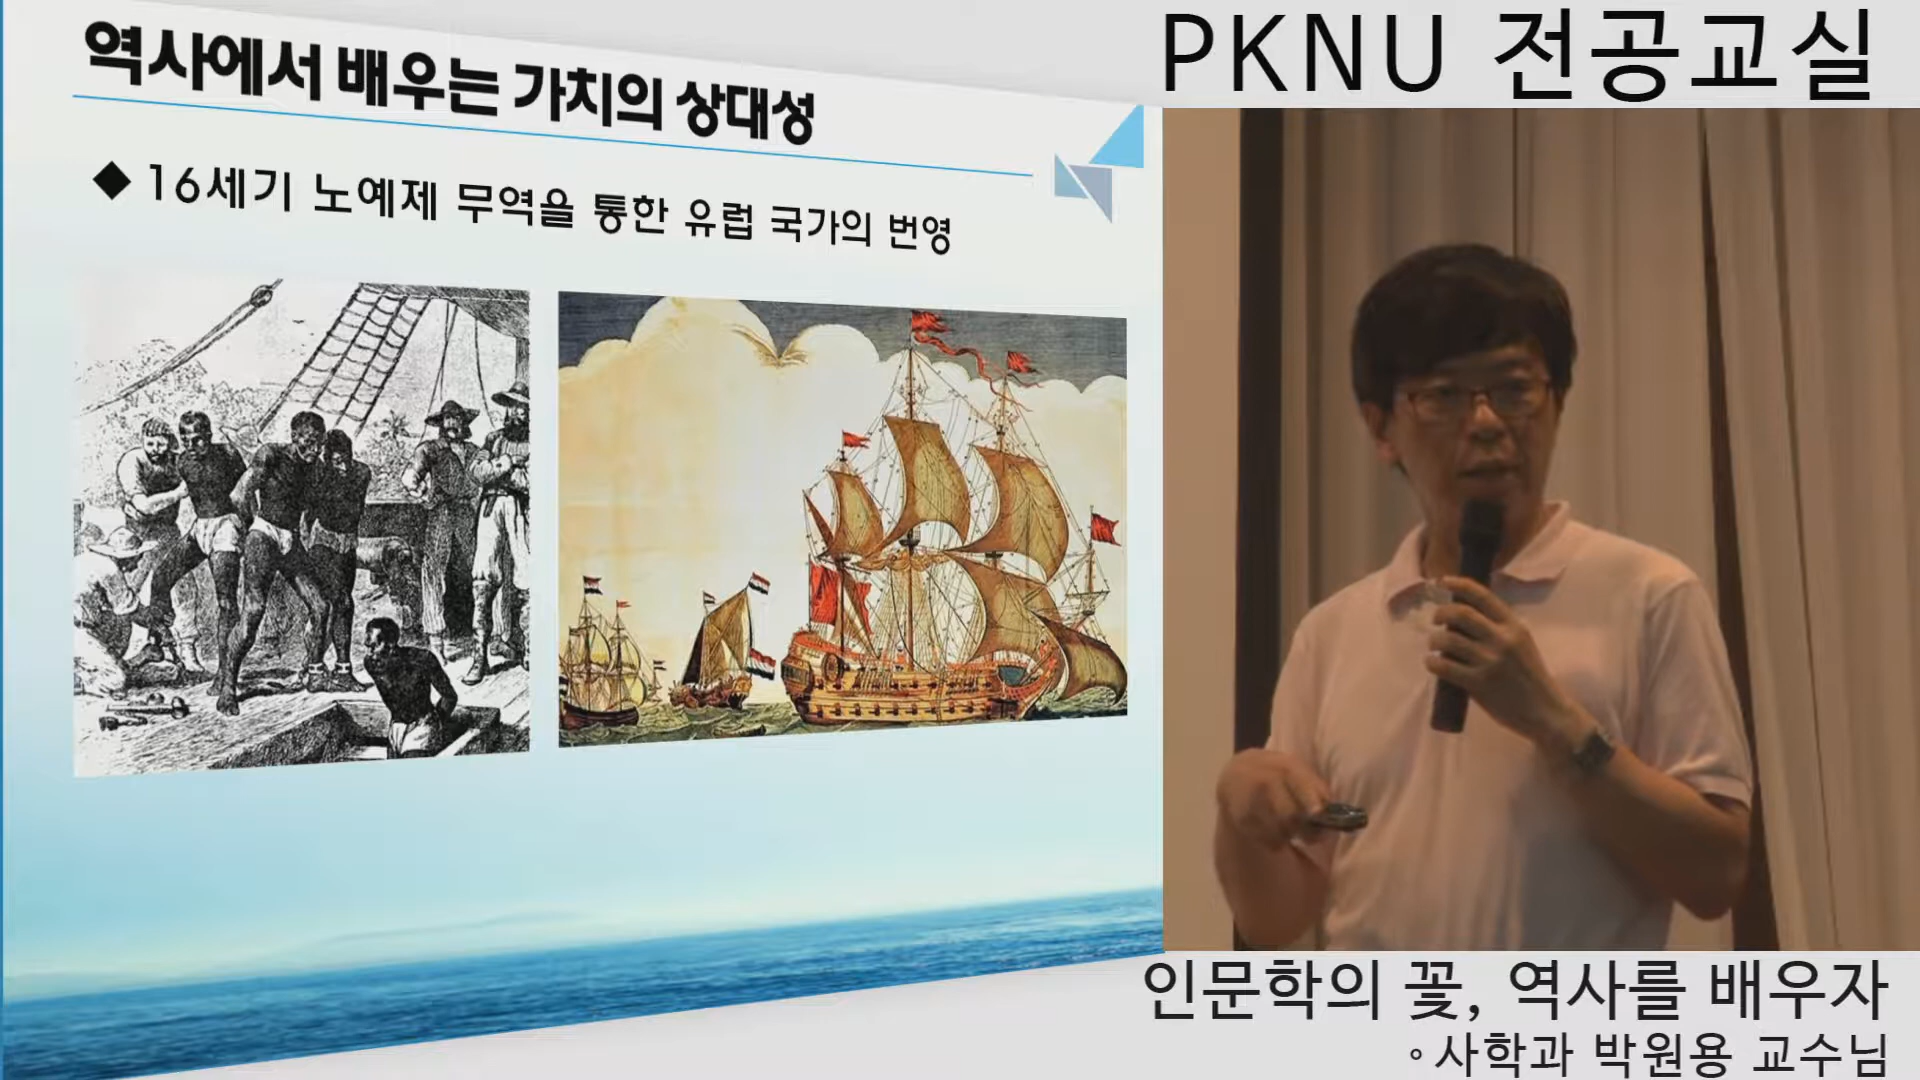 역사에서 배우는 가치의 상대성
◆ 16세기 노예제 무역을 통한 유럽 국가의 번영
PKNU 전공교실
인문학의 꽃, 역사를 배우자
◦사학과 박원용 교수님